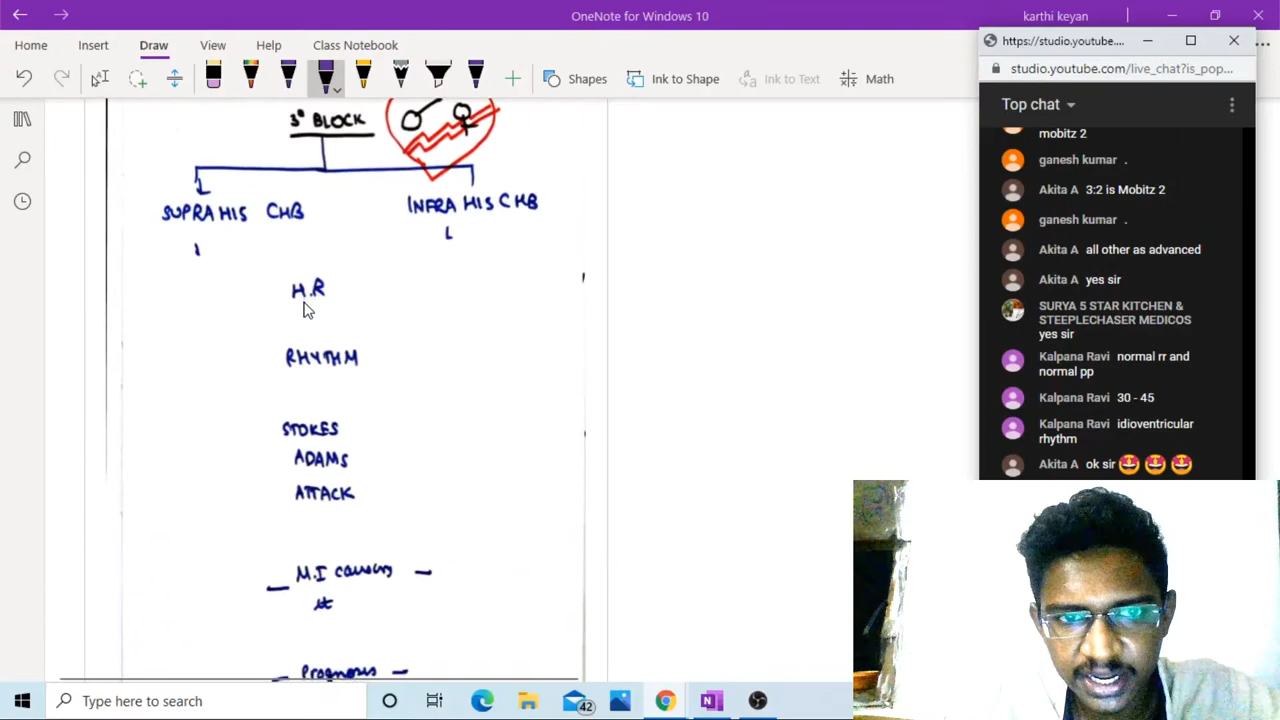 OneNote for Windows 10
karthi keyan
Home
Insert
Draw
View
Help
Class Notebook
Shapes
Ink to Shape
Ink to Text
Math
3° BLOCK
SUPRA HIS CHB
INFRA HIS CHB
H.R
RHYTHM
STOKES
ADAMS
ATTACK
M.I causing
it
Prognosis
https://studio.youtube....
studio.youtube.com/live_chat?is_pop...
Top chat
mobitz 2
ganesh kumar .
Akita A 3:2 is Mobitz 2
ganesh kumar .
Akita A all other as advanced
Akita A yes sir
SURYA 5 STAR KITCHEN &
STEEPLECHASER MEDICOS
yes sir
Kalpana Ravi normal rr and
normal pp
Kalpana Ravi 30 - 45
Kalpana Ravi idioventricular
rhythm
Akita A ok sir 🤩🤩🤩
Type here to search
42